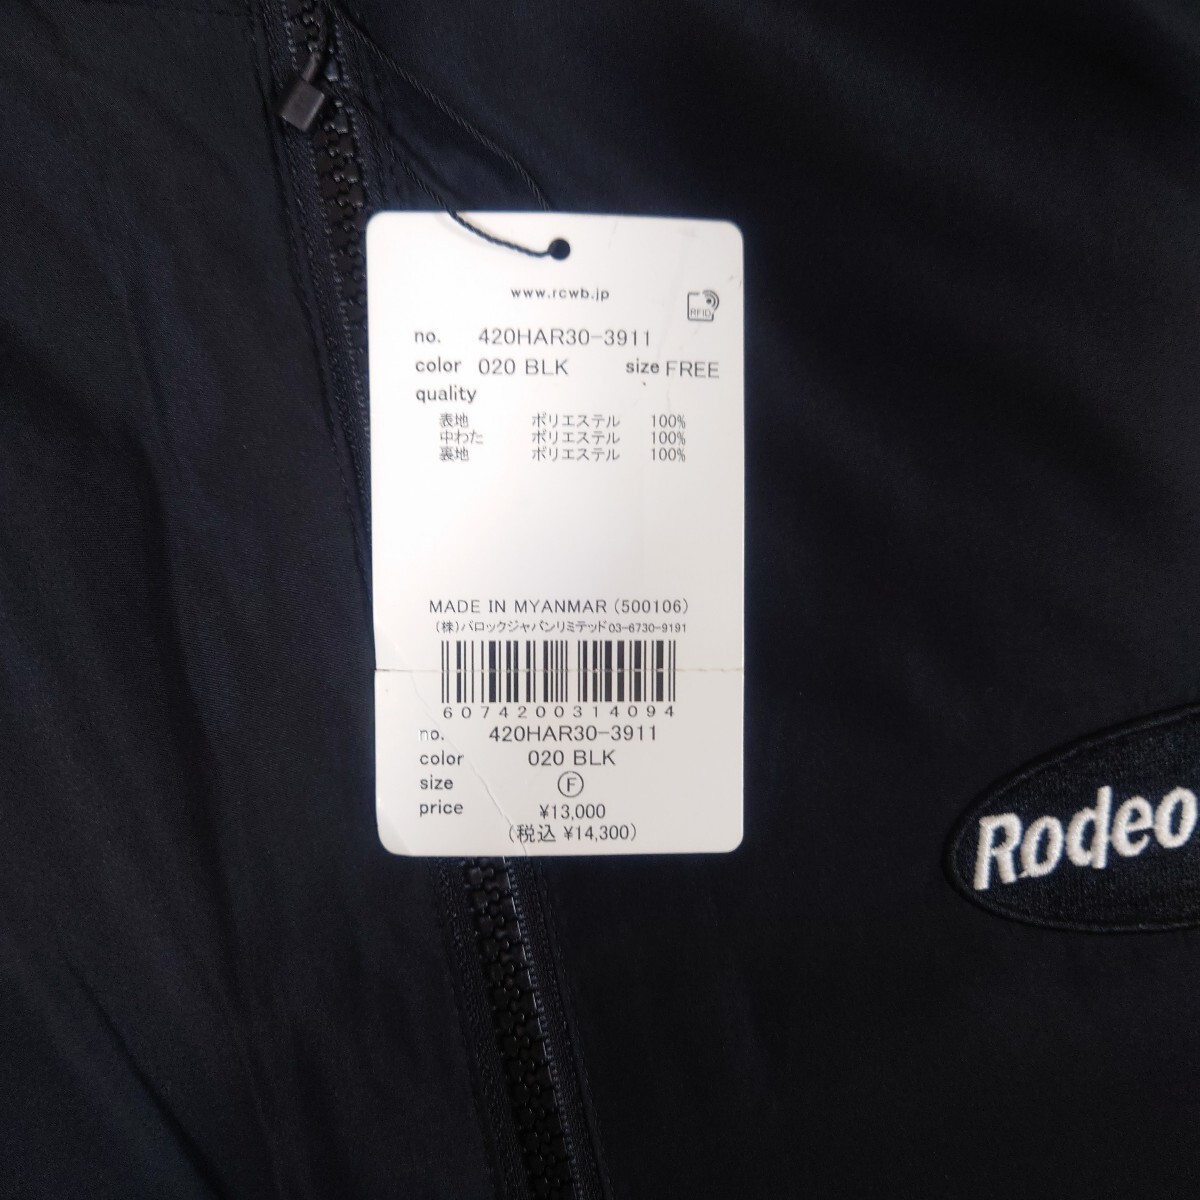 www.rcwb.jp
RFID
no. 420HAR30-3911
color 020 BLK size FREE
quality
表地 ポリエステル 100%
中わた ポリエステル 100%
裏地 ポリエステル 100%
MADE IN MYANMAR (500106)
(株)バロックジャパンリミテッド03-6730-9191
6074200314094
no. 420HAR30-3911
color 020 BLK
size F
price ¥13,000
(税込 ¥14,300)
Rodeo